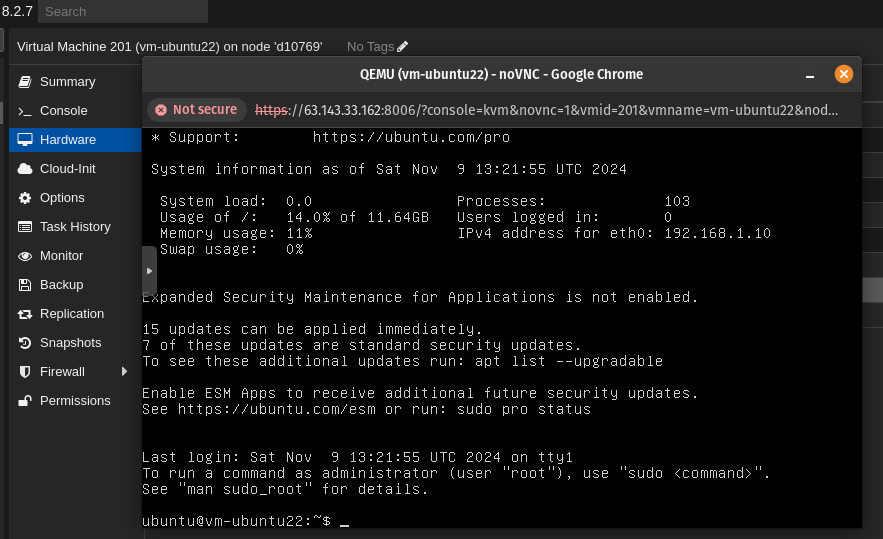 8.2.7
Search
Virtual Machine 201 (vm-ubuntu22) on node 'd10769'
No Tags
Summary
Console
Hardware
Cloud-Init
Options
Task History
Monitor
Backup
Replication
Snapshots
Firewall
Permissions
QEMU (vm-ubuntu22) - noVNC - Google Chrome
Not secure
https://63.143.33.162:8006/?console=kvm&novnc=1&vmid=201&vmname=vm-ubuntu22&nod...
* Support: https://ubuntu.com/pro
System information as of Sat Nov  9 13:21:55 UTC 2024
System load: 0.0 Processes: 103
Usage of /: 14.0% of 11.64GB Users logged in: 0
Memory usage: 11% IPv4 address for eth0: 192.168.1.10
Swap usage: 0%
Expanded Security Maintenance for Applications is not enabled.
15 updates can be applied immediately.
7 of these updates are standard security updates.
To see these additional updates run: apt list --upgradable
Enable ESM Apps to receive additional future security updates.
See https://ubuntu.com/esm or run: sudo pro status
Last login: Sat Nov  9 13:21:55 UTC 2024 on tty1
To run a command as administrator (user "root"), use "sudo <command>".
See "man sudo_root" for details.
ubuntu@vm-ubuntu22:~$ _